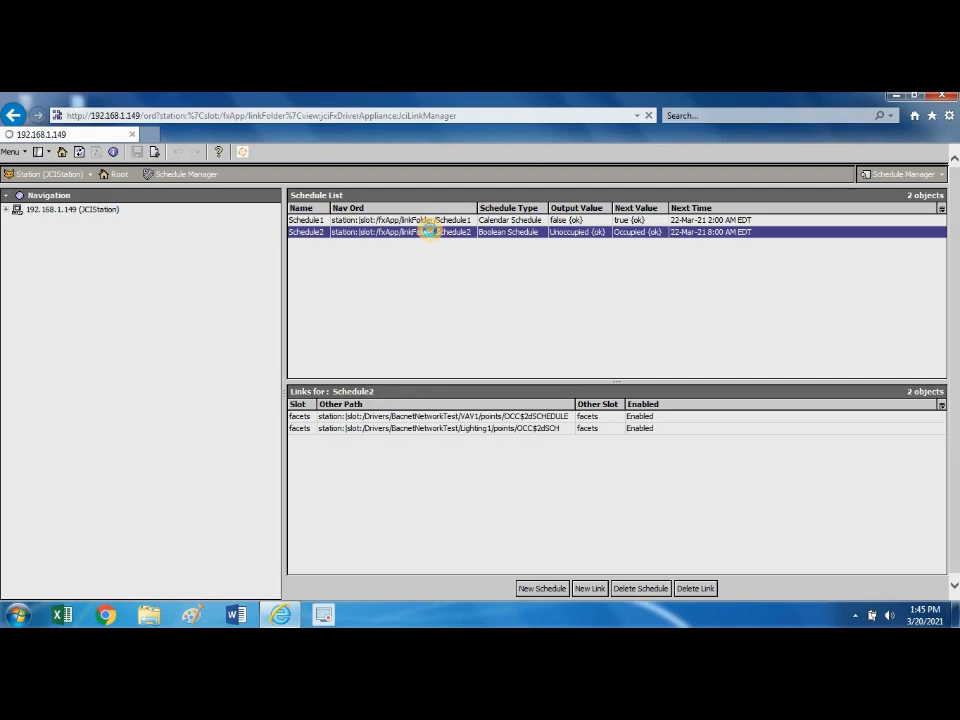 http://192.168.1.149/ord?station:%7Cslot:/fxApp/linkFolder%7Cview:jciFxDriverAppliance:JciLinkManager
Search...
192.168.1.149
Menu
Station (JCIStation) Root Schedule Manager Schedule Manager
Navigation
192.168.1.149 (JCIStation)
Schedule List 2 objects
Name Nav Ord Schedule Type Output Value Next Value Next Time
Schedule1 station:|slot:/fxApp/linkFolder/Schedule1 Calendar Schedule false {ok} true {ok} 22-Mar-21 2:00 AM EDT
Schedule2 station:|slot:/fxApp/linkFolder/Schedule2 Boolean Schedule Unoccupied {ok} Occupied {ok} 22-Mar-21 8:00 AM EDT
Links for : Schedule2 2 objects
Slot Other Path Other Slot Enabled
facets station:|slot:/Drivers/BacnetNetworkTest/VAV1/points/OCC$2dSCHEDULE facets Enabled
facets station:|slot:/Drivers/BacnetNetworkTest/Lighting1/points/OCC$2dSCH facets Enabled
New Schedule New Link Delete Schedule Delete Link
1:45 PM
3/20/2021